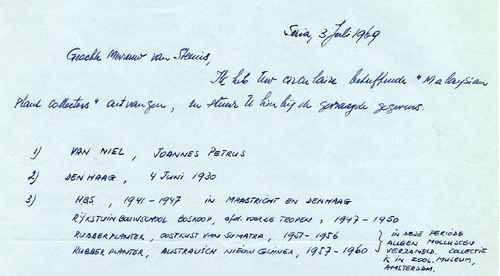 3 Juli 1969
Geachte Mevrouw van Steenis,
Ik heb Uw circulaire betreffende "Malaysian
Plant collectors" ontvangen, en stuur U hierbij de gevraagde gegevens.
1) VAN NIEL, JOANNES PETRUS
2) DEN HAAG, 4 JUNI 1930
3) HBS, 1941-1947 IN MAASTRICHT EN DEN HAAG
RIJKSTUINBOUWSCHOOL BOSKOOP, afd. VOOR DE TROPEN, 1947-1950
RUBBERPLANTER, OOSTKUST VAN SUMATRA, 1951-1956
RUBBERPLANTER, AUSTRALISCH NIEUW GUINEA, 1957-1960
IN DEZE PERIODE
ALLEEN MOLLUSCEN
VERZAMELD. COLLECTIE
IS IN ZOOL. MUSEUM,
AMSTERDAM.